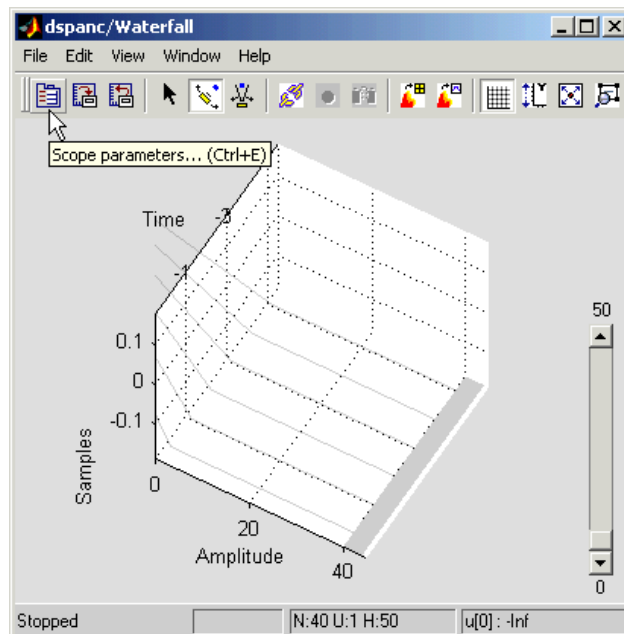 dspanc/Waterfall
File Edit View Window Help
Scope parameters... (Ctrl+E)
Time
-3
-1
50
0.1
0
-0.1
Samples
0
20
40
Amplitude
0
Stopped
N:40 U:1 H:50
u[0] : -Inf